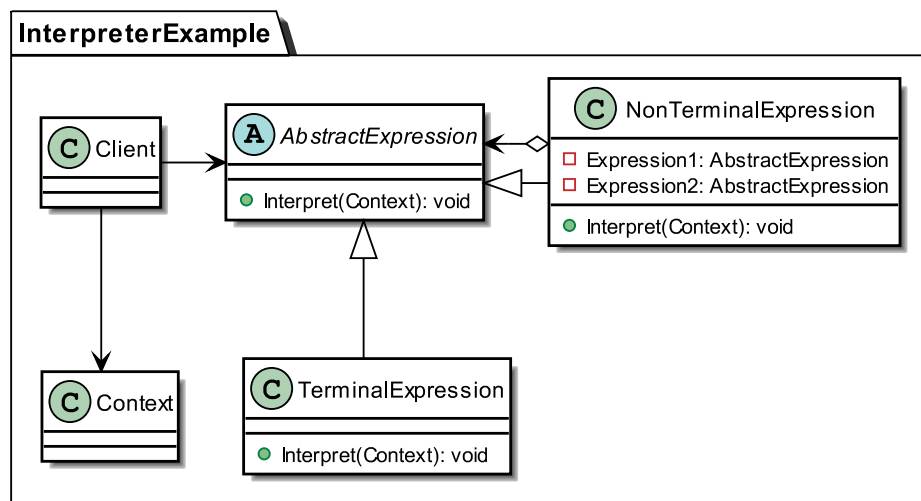 InterpreterExample
C Client
A AbstractExpression
Interpret(Context): void
C NonTerminalExpression
Expression1: AbstractExpression
Expression2: AbstractExpression
Interpret(Context): void
C Context
C TerminalExpression
Interpret(Context): void